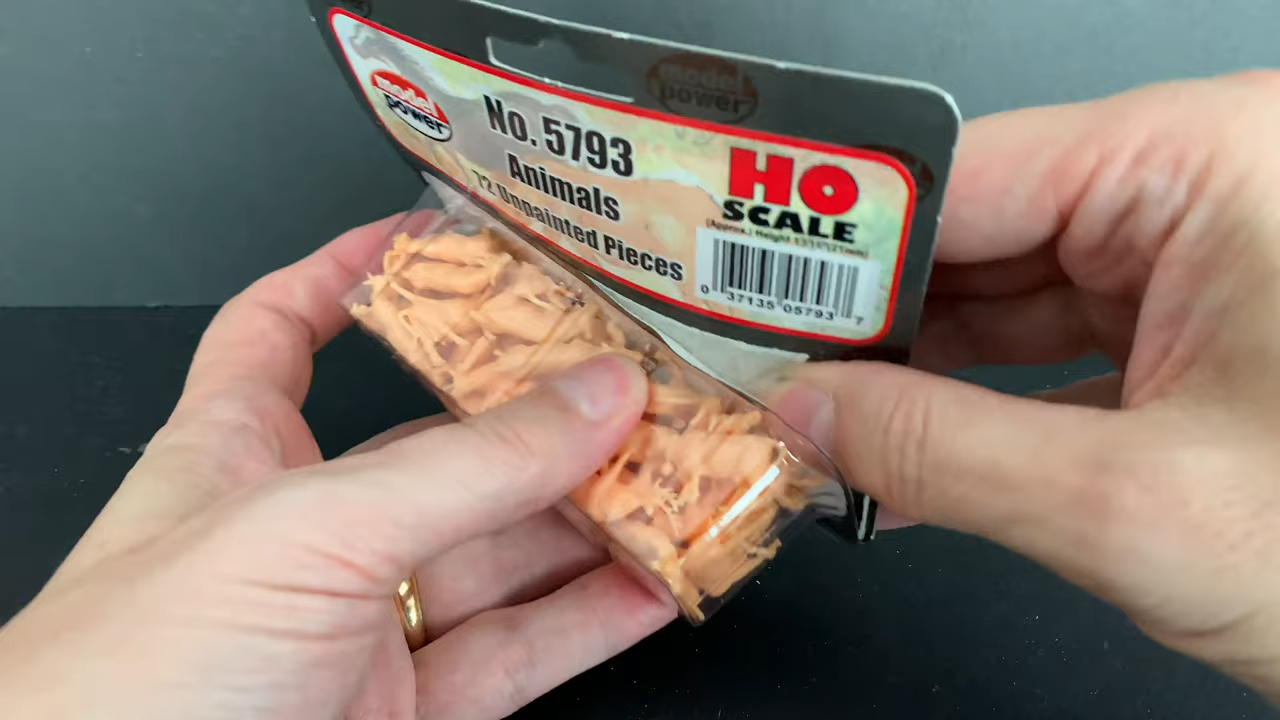 model
power
model
power
No. 5793
Animals
72 Unpainted Pieces
HO
SCALE
0 37135 05793 7